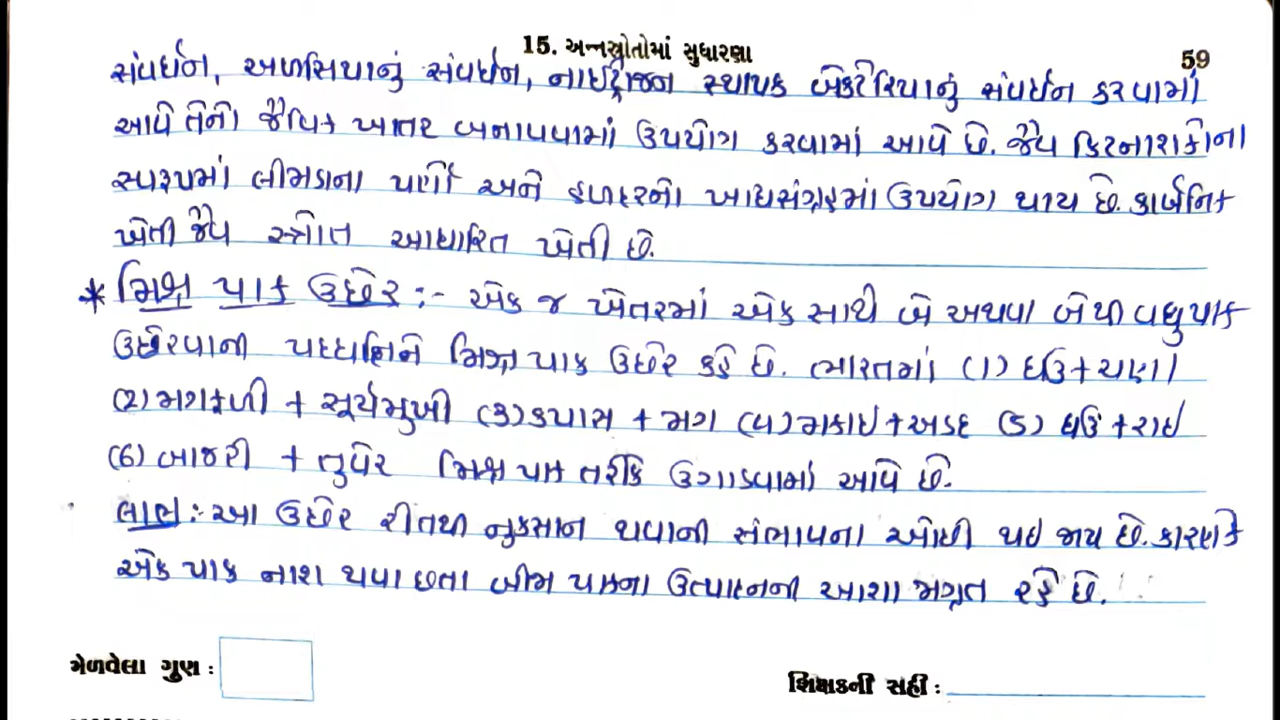 15. અન્નસ્રોતોમાં સુધારણા
59
સંવર્ધન, અળસિયાનું સંવર્ધન, નાઇટ્રોજન સ્થાપક બેક્ટેરિયાનું સંવર્ધન કરવામાં
આવે તેનો જૈવિક ખાતર બનાવવામાં ઉપયોગ કરવામાં આવે છે. જૈવ કિટનાશકોના
સ્વરૂપમાં લીમડાના પર્ણો અને હળદરનો ખાદ્યસંગ્રહમાં ઉપયોગ થાય છે. કાર્બનિક
ખેતી જૈવ સ્ત્રોત આધારિત ખેતી છે.
* મિશ્ર પાક ઉછેર :- એક જ ખેતરમાં એક સાથે બે અથવા બેથી વધુ પાક
ઉછેરવાની પધ્ધતિને મિશ્ર પાક ઉછેર કહે છે. ભારતમાં (1) ઘઉં + ચણા
(2) મગફળી + સૂર્યમુખી (3) કપાસ + મગ (4) મકાઇ + અડદ (5) ઘઉં + રાઇ
(6) બાજરી + તુવેર મિશ્ર પાક તરીકે ઉગાડવામાં આવે છે.
લાભ :- આ ઉછેર રીતથી નુકસાન થવાની સંભાવના ઓછી થઇ જાય છે. કારણકે
એક પાક નાશ થવા છતા બીજા પાકના ઉત્પાદનની આશા જાગૃત રહે છે.
મેળવેલા ગુણ :
શિક્ષકની સહી :